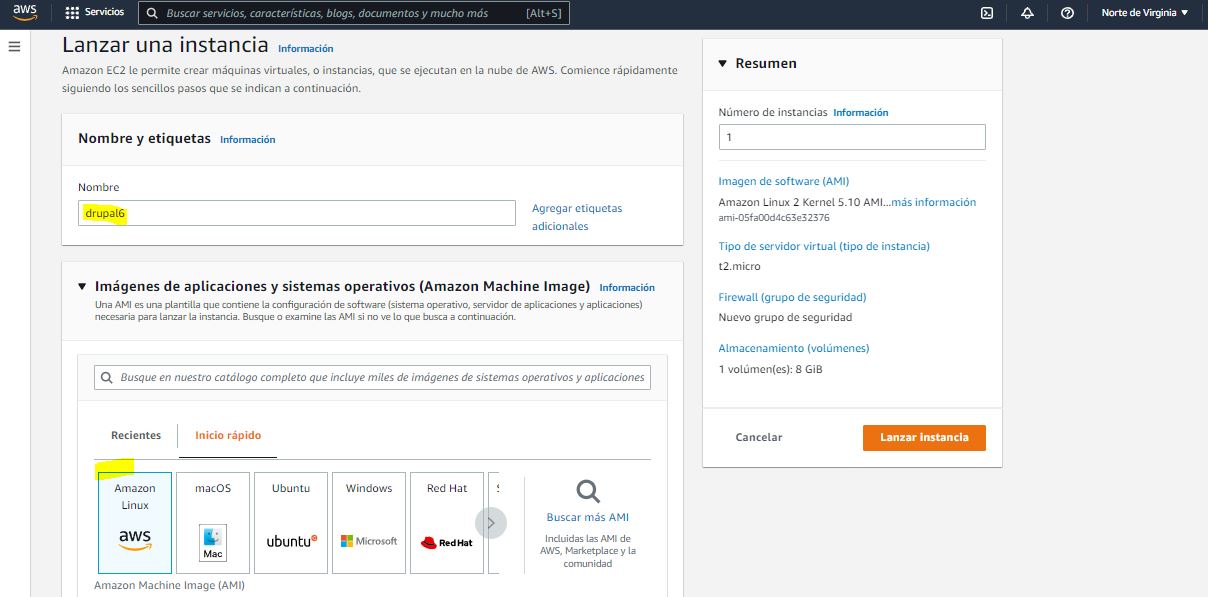 aws
Servicios
Buscar servicios, características, blogs, documentos y mucho más [Alt+S]
Norte de Virginia
Lanzar una instancia Información
Amazon EC2 le permite crear máquinas virtuales, o instancias, que se ejecutan en la nube de AWS. Comience rápidamente
siguiendo los sencillos pasos que se indican a continuación.
Nombre y etiquetas Información
Nombre
drupal6
Agregar etiquetas
adicionales
Imágenes de aplicaciones y sistemas operativos (Amazon Machine Image) Información
Una AMI es una plantilla que contiene la configuración de software (sistema operativo, servidor de aplicaciones y aplicaciones)
necesaria para lanzar la instancia. Busque o examine las AMI si no ve lo que busca a continuación.
Busque en nuestro catálogo completo que incluye miles de imágenes de sistemas operativos y aplicaciones
Recientes
Inicio rápido
Amazon
Linux
aws
macOS
Mac
Ubuntu
ubuntu
Windows
Microsoft
Red Hat
RedHat
Buscar más AMI
Incluidas las AMI de
AWS, Marketplace y la
comunidad
Amazon Machine Image (AMI)
Resumen
Número de instancias Información
1
Imagen de software (AMI)
Amazon Linux 2 Kernel 5.10 AMI...más información
ami-05fa00d4c63e32376
Tipo de servidor virtual (tipo de instancia)
t2.micro
Firewall (grupo de seguridad)
Nuevo grupo de seguridad
Almacenamiento (volúmenes)
1 volúmen(es): 8 GiB
Cancelar
Lanzar instancia